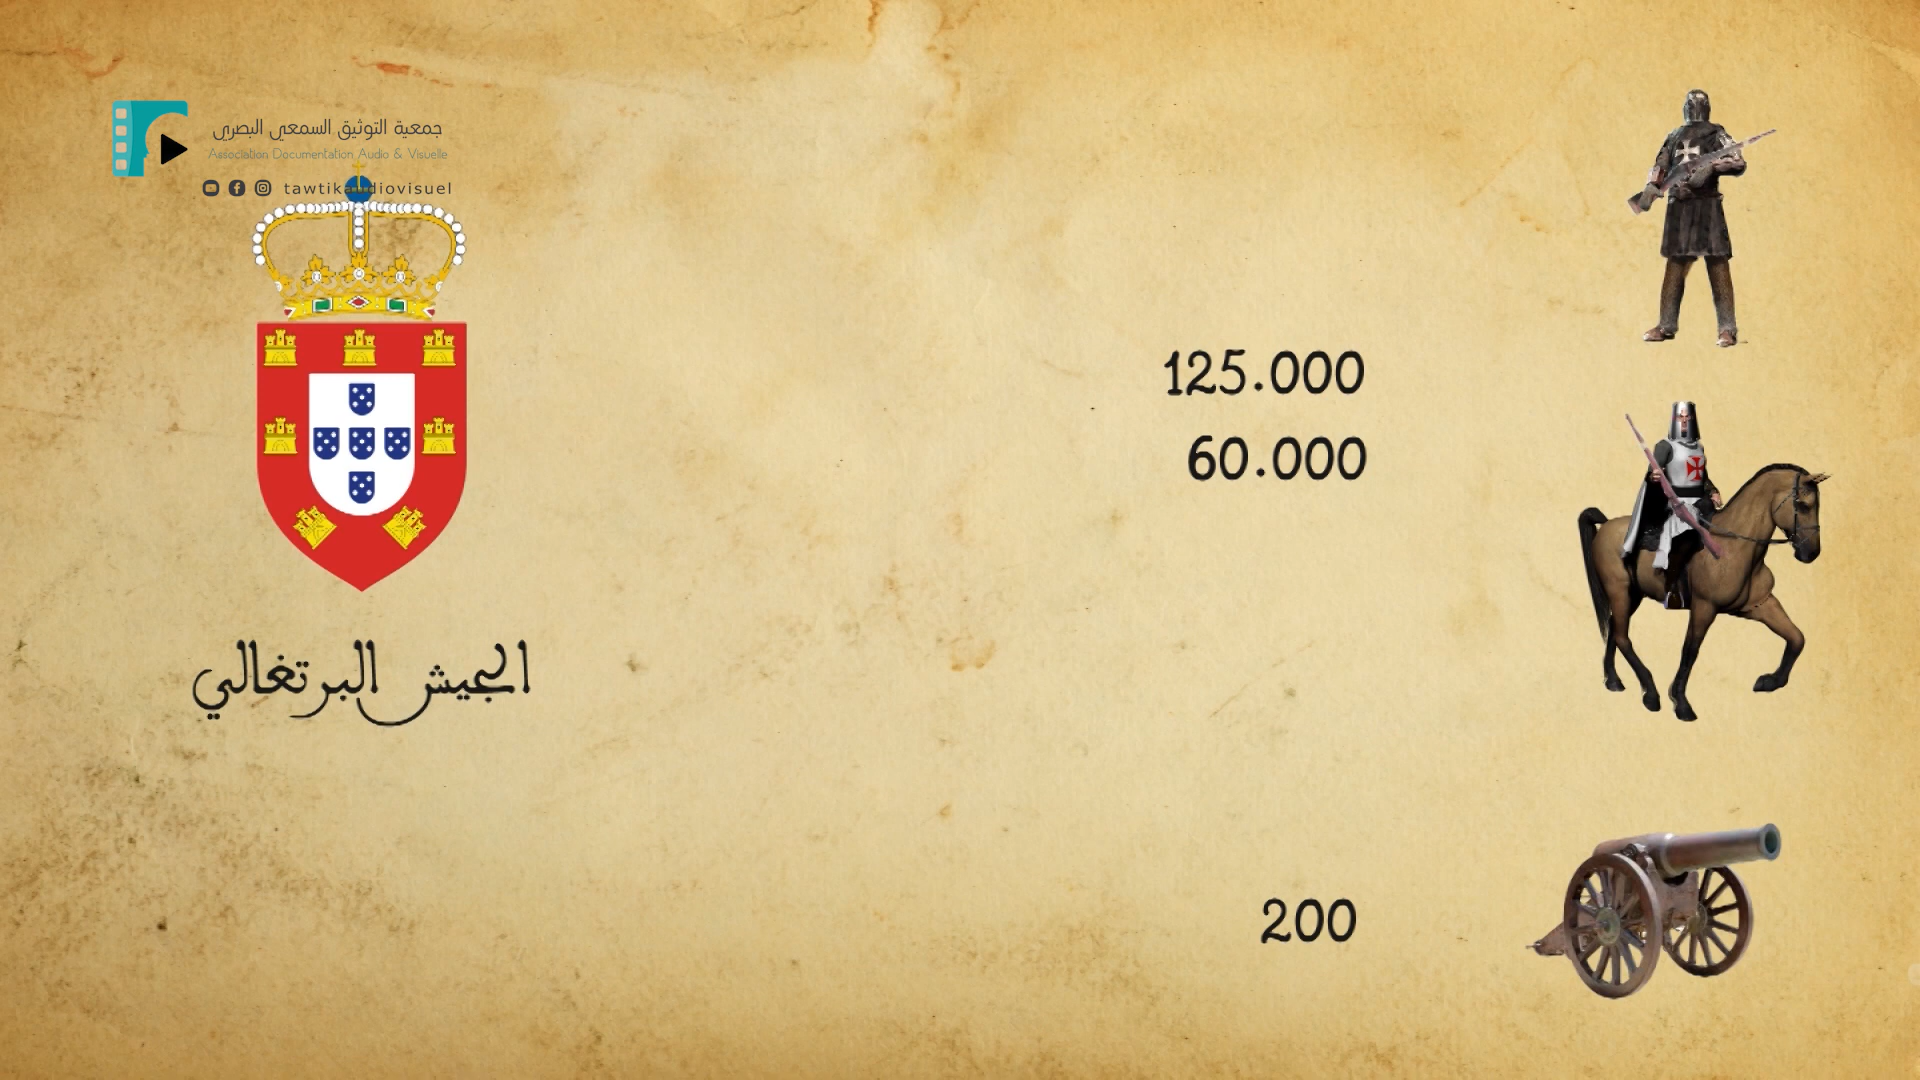 جمعية التوثيق السمعي البصري
Association Documentation Audio & Visuelle
tawtikaudiovisuel
125.000
60.000
الجيش البرتغالي
200